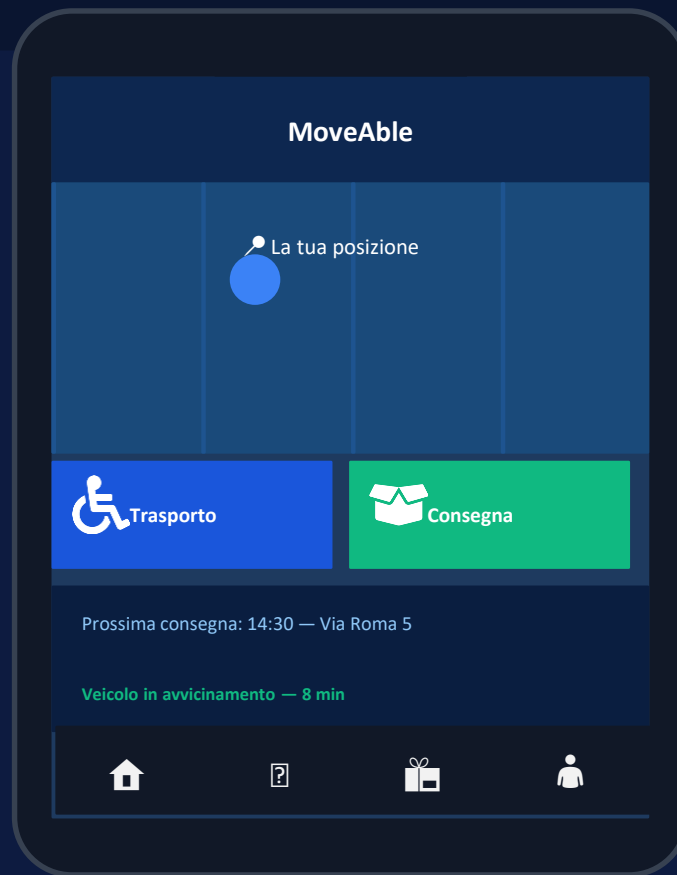 MoveAble
La tua posizione
Trasporto
Consegna
Prossima consegna: 14:30 — Via Roma 5
Veicolo in avvicinamento — 8 min